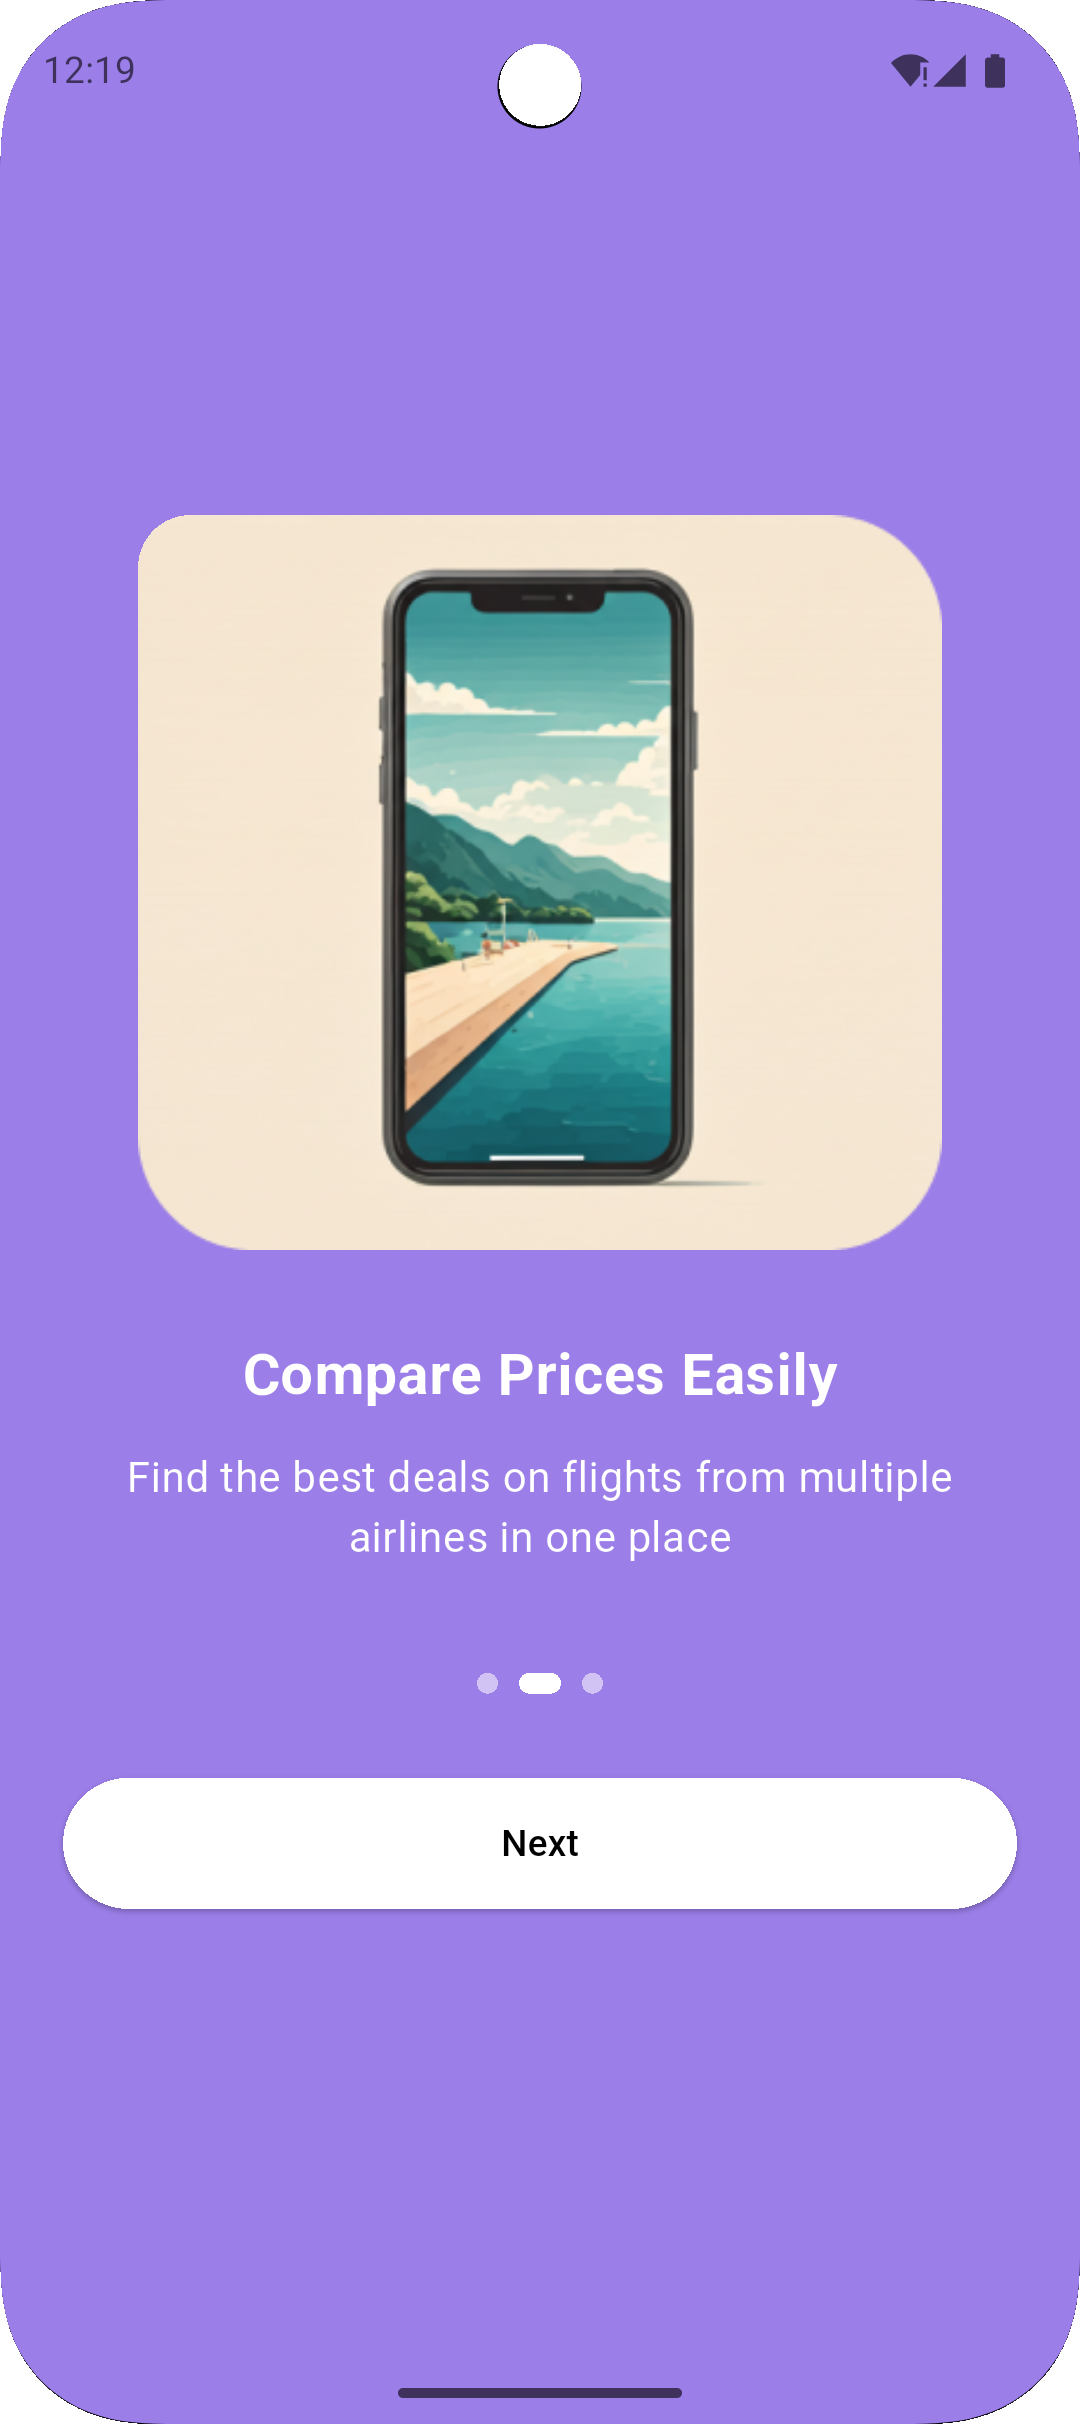 12:19
Compare Prices Easily
Find the best deals on flights from multiple
airlines in one place
Next